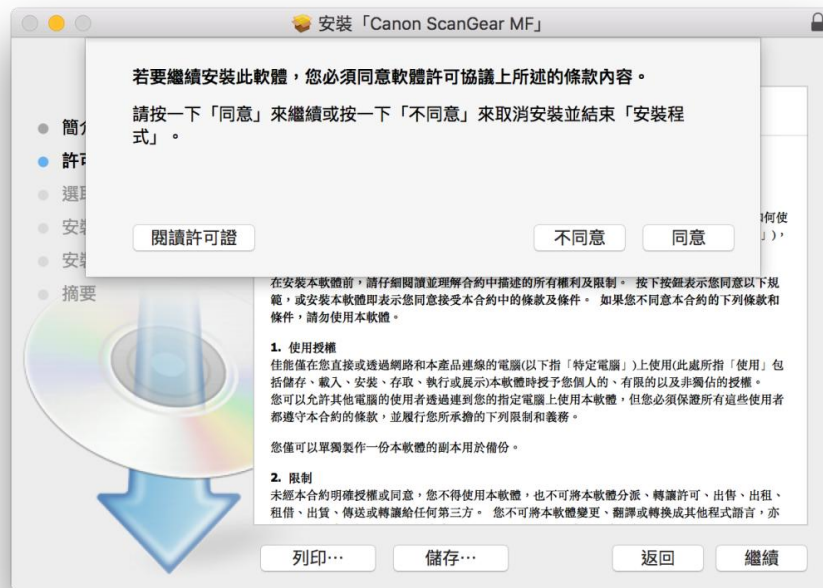 安裝「Canon ScanGear MF」
若要繼續安裝此軟體，您必須同意軟體許可協議上所述的條款內容。
請按一下「同意」來繼續或按一下「不同意」來取消安裝並結束「安裝程
式」。
閱讀許可證
不同意
同意
簡介
許可
選取
安裝
安裝
摘要
何使
」)，
在安裝本軟體前，請仔細閱讀並理解合約中描述的所有權利及限制。 按下按鈕表示您同意以下規
範，或安裝本軟體即表示您同意接受本合約中的條款及條件。 如果您不同意本合約的下列條款和
條件，請勿使用本軟體。
1. 使用授權
佳能僅在您直接或透過網路和本產品連線的電腦(以下指「特定電腦」)上使用(此處所指「使用」包
括儲存、載入、安裝、存取、執行或展示)本軟體時授予您個人的、有限的以及非獨佔的授權。
您可以允許其他電腦的使用者透過連到您的指定電腦上使用本軟體，但您必須保證所有這些使用者
都遵守本合約的條款，並履行您所承擔的下列限制和義務。
您僅可以單獨製作一份本軟體的副本用於備份。
2. 限制
未經本合約明確授權或同意，您不得使用本軟體，也不可將本軟體分派、轉讓許可、出售、出租、
租借、出賃、傳送或轉讓給任何第三方。 您不可將本軟體變更、翻譯或轉換成其他程式語言，亦
列印…
儲存…
返回
繼續